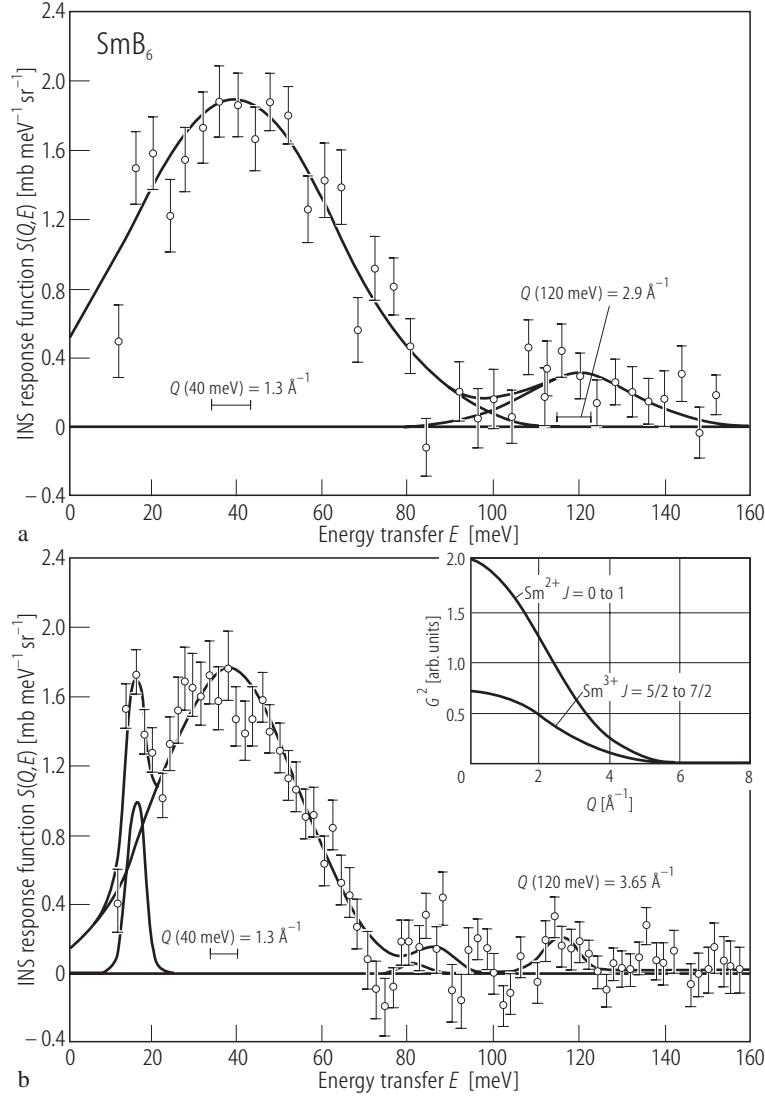 2.4
SmB₆
2.0
1.6
1.2
0.8
0.4
0
−0.4
INS response function S(Q,E) [mb meV⁻¹ sr⁻¹]
Q (120 meV) = 2.9 Å⁻¹
Q (40 meV) = 1.3 Å⁻¹
0 20 40 60 80 100 120 140 160
a
Energy transfer E [meV]
2.4
2.0
1.6
1.2
0.8
0.4
0
−0.4
INS response function S(Q,E) [mb meV⁻¹ sr⁻¹]
2.0
1.5
1.0
0.5
G² [arb. units]
Sm²⁺ J = 0 to 1
Sm³⁺ J = 5/2 to 7/2
0 2 4 6 8
Q [Å⁻¹]
Q (120 meV) = 3.65 Å⁻¹
Q (40 meV) = 1.3 Å⁻¹
0 20 40 60 80 100 120 140 160
b
Energy transfer E [meV]